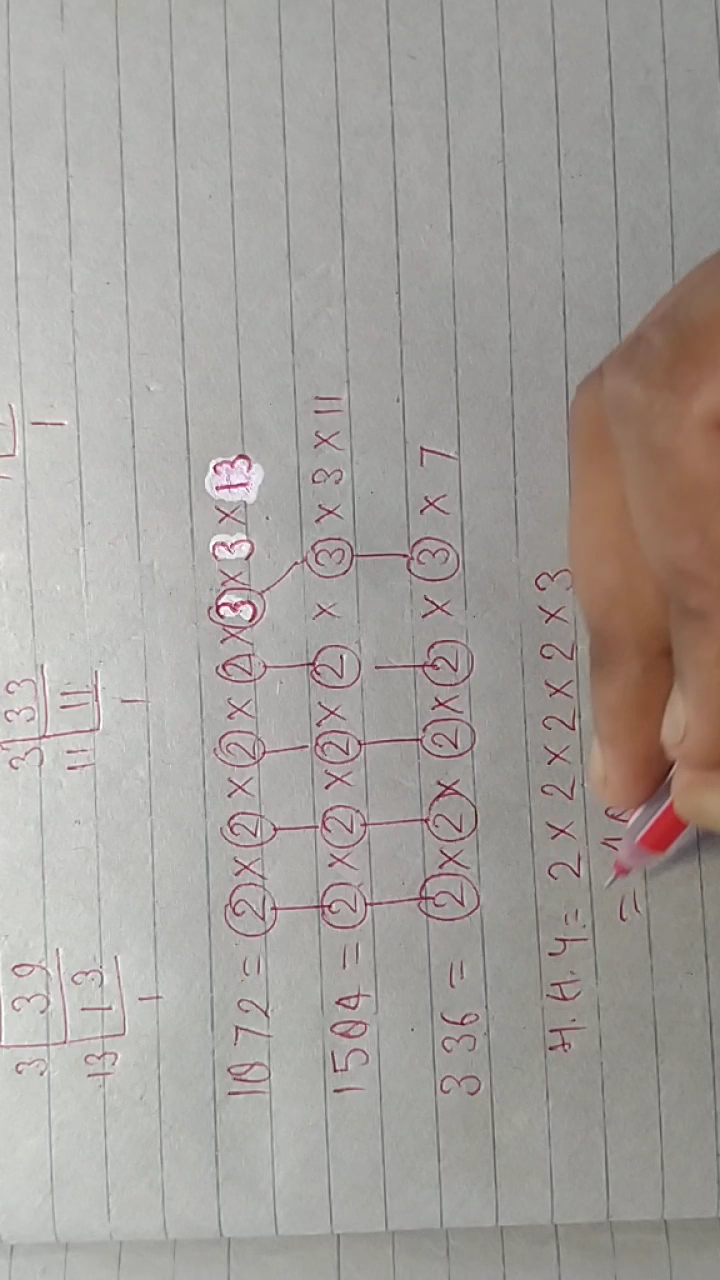 3 39 3 33 1
13 13 11 11
1 1
1872 = 2 × 2 × 2 × 2 × 3 × 3 × 13
1584 = 2 × 2 × 2 × 2 × 3 × 3 × 11
336 = 2 × 2 × 2 × 2 × 3 × 7
= 2 × 2 × 2 × 2 × 3
=